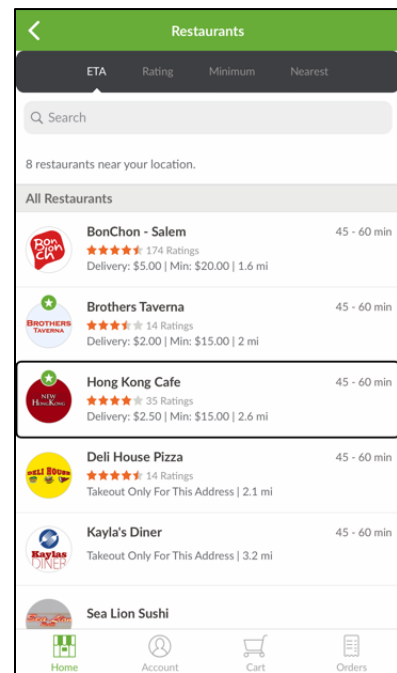 Restaurants
ETA Rating Minimum Nearest
Search
8 restaurants near your location.
All Restaurants
BonChon - Salem 45 - 60 min
174 Ratings
Delivery: $5.00 | Min: $20.00 | 1.6 mi
Bon
chon
Brothers Taverna 45 - 60 min
14 Ratings
Delivery: $2.00 | Min: $15.00 | 2 mi
BROTHERS
TAVERNA
Hong Kong Cafe 45 - 60 min
35 Ratings
Delivery: $2.50 | Min: $15.00 | 2.6 mi
NEW
HONG KONG
Deli House Pizza 45 - 60 min
14 Ratings
Takeout Only For This Address | 2.1 mi
DELI HOUSE
Kayla's Diner 45 - 60 min
Takeout Only For This Address | 3.2 mi
Kaylas
DINER
Sea Lion Sushi
Home Account Cart Orders